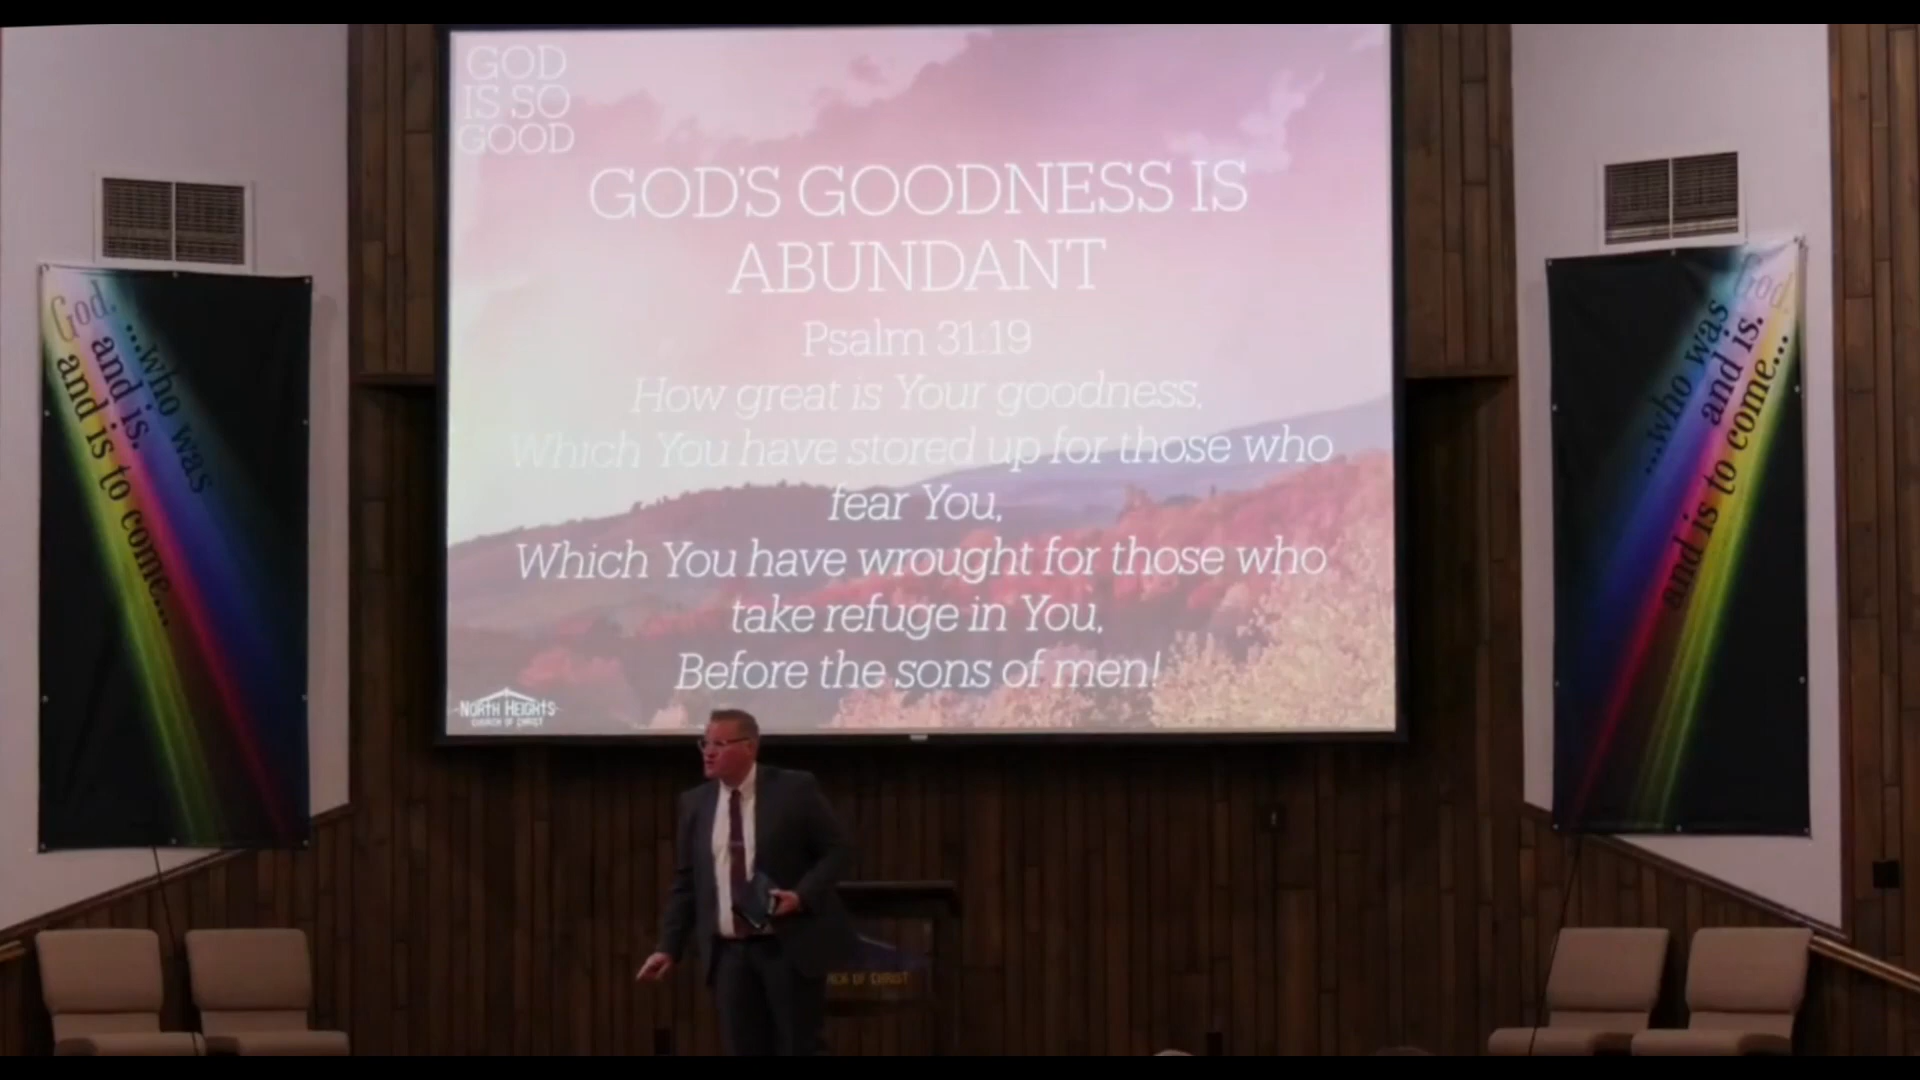 GOD
IS SO
GOOD
GOD'S GOODNESS IS
ABUNDANT
Psalm 31:19
How great is Your goodness,
Which You have stored up for those who
fear You,
Which You have wrought for those who
take refuge in You,
Before the sons of men!
NORTH HEIGHTS
CHURCH OF CHRIST
God.
...who was
and is.
and is to come...
God.
...who was
and is.
and is to come...
OF CHRIST